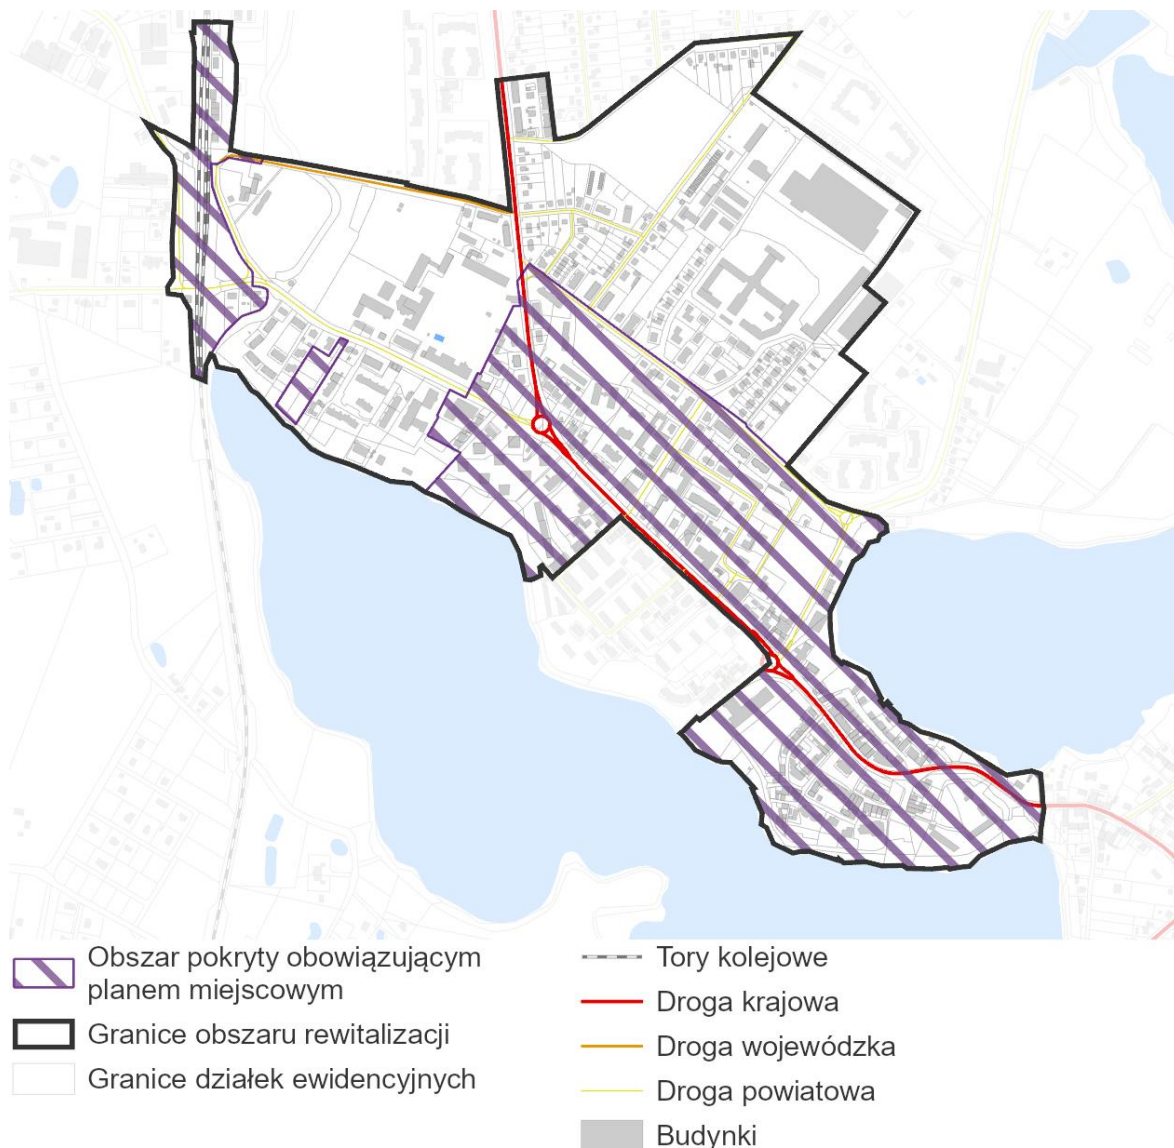 Obszar pokryty obowiązującym
planem miejscowym
Granice obszaru rewitalizacji
Granice działek ewidencyjnych
Tory kolejowe
Droga krajowa
Droga wojewódzka
Droga powiatowa
Budynki